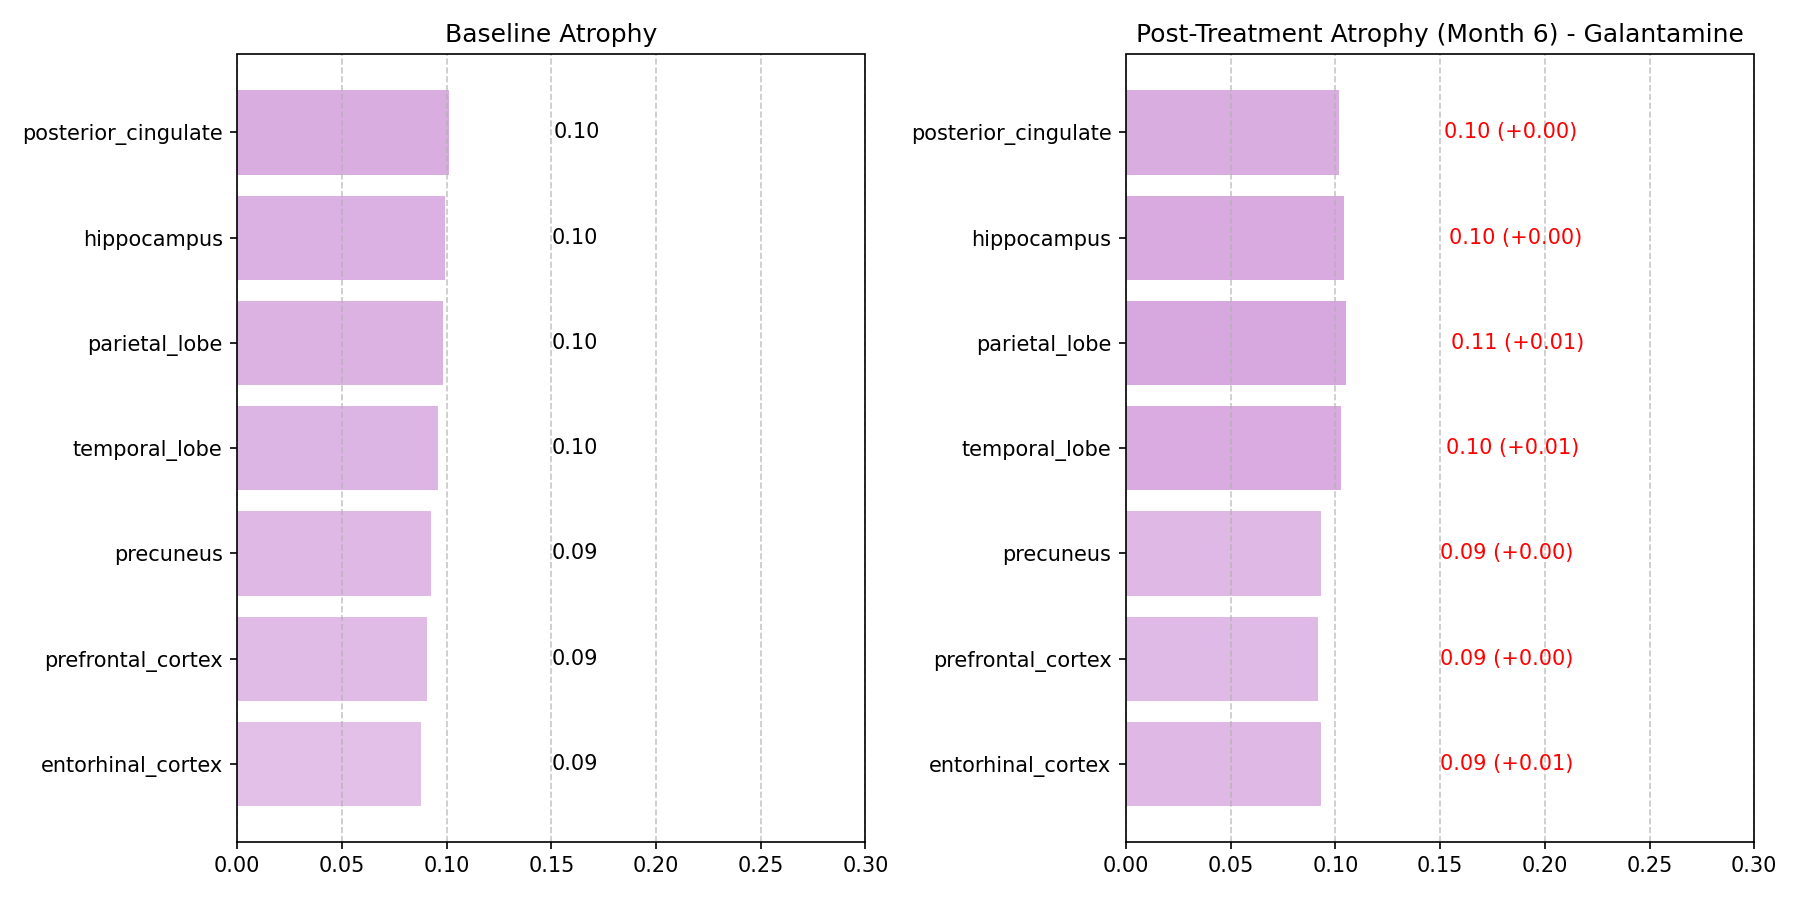 Baseline Atrophy
posterior_cingulate 0.10
hippocampus 0.10
parietal_lobe 0.10
temporal_lobe 0.10
precuneus 0.09
prefrontal_cortex 0.09
entorhinal_cortex 0.09
0.00 0.05 0.10 0.15 0.20 0.25 0.30
Post-Treatment Atrophy (Month 6) - Galantamine
posterior_cingulate 0.10 (+0.00)
hippocampus 0.10 (+0.00)
parietal_lobe 0.11 (+0.01)
temporal_lobe 0.10 (+0.01)
precuneus 0.09 (+0.00)
prefrontal_cortex 0.09 (+0.00)
entorhinal_cortex 0.09 (+0.01)
0.00 0.05 0.10 0.15 0.20 0.25 0.30